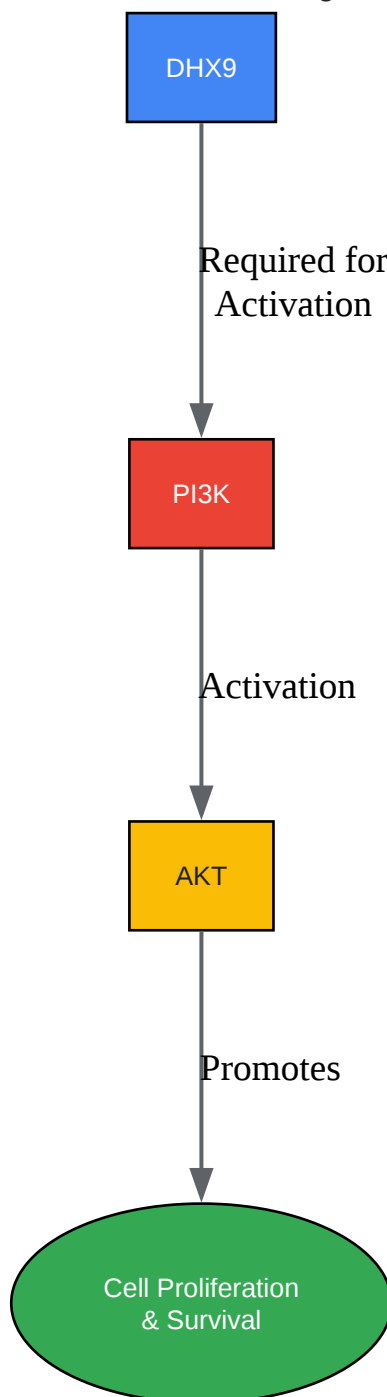 DHX9
Required for
Activation
PI3K
Activation
AKT
Promotes
Cell Proliferation
& Survival